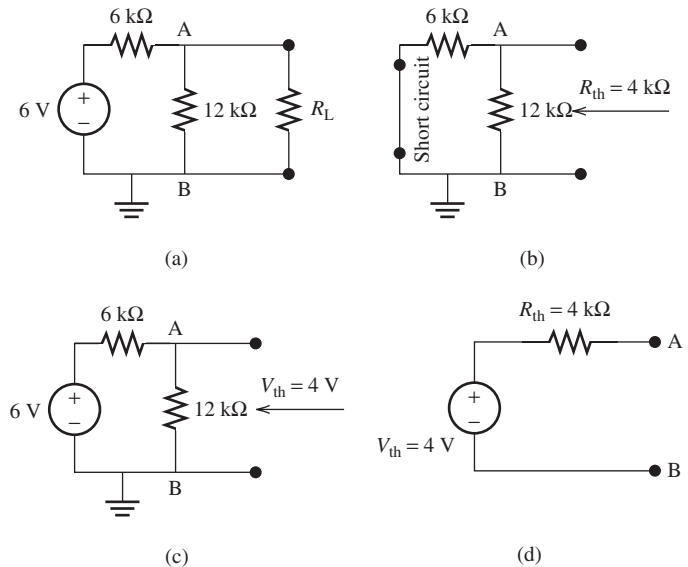 6 kΩ
A
6 V
+
−
12 kΩ
R_L
B
(a)
6 kΩ
A
Short circuit
12 kΩ
R_th = 4 kΩ
B
(b)
6 kΩ
A
6 V
+
−
12 kΩ
V_th = 4 V
B
(c)
R_th = 4 kΩ
A
+
−
V_th = 4 V
B
(d)